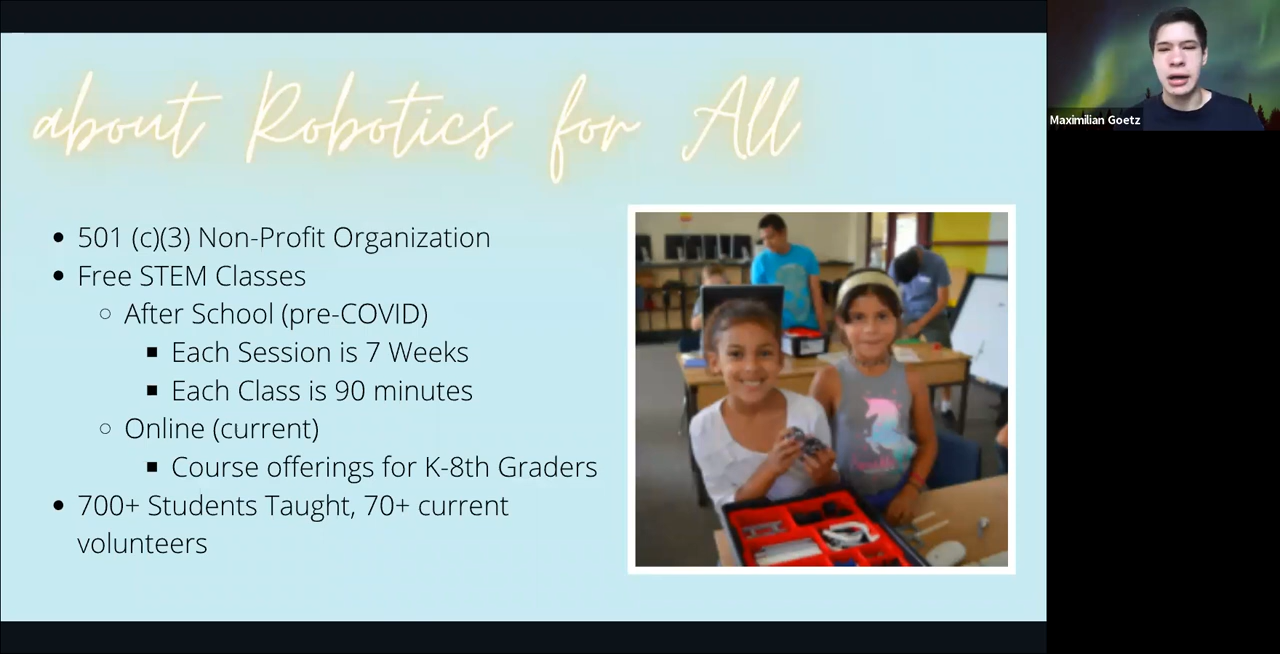 about Robotics for All
501 (c)(3) Non-Profit Organization
Free STEM Classes
After School (pre-COVID)
Each Session is 7 Weeks
Each Class is 90 minutes
Online (current)
Course offerings for K-8th Graders
700+ Students Taught, 70+ current
volunteers
Maximilian Goetz